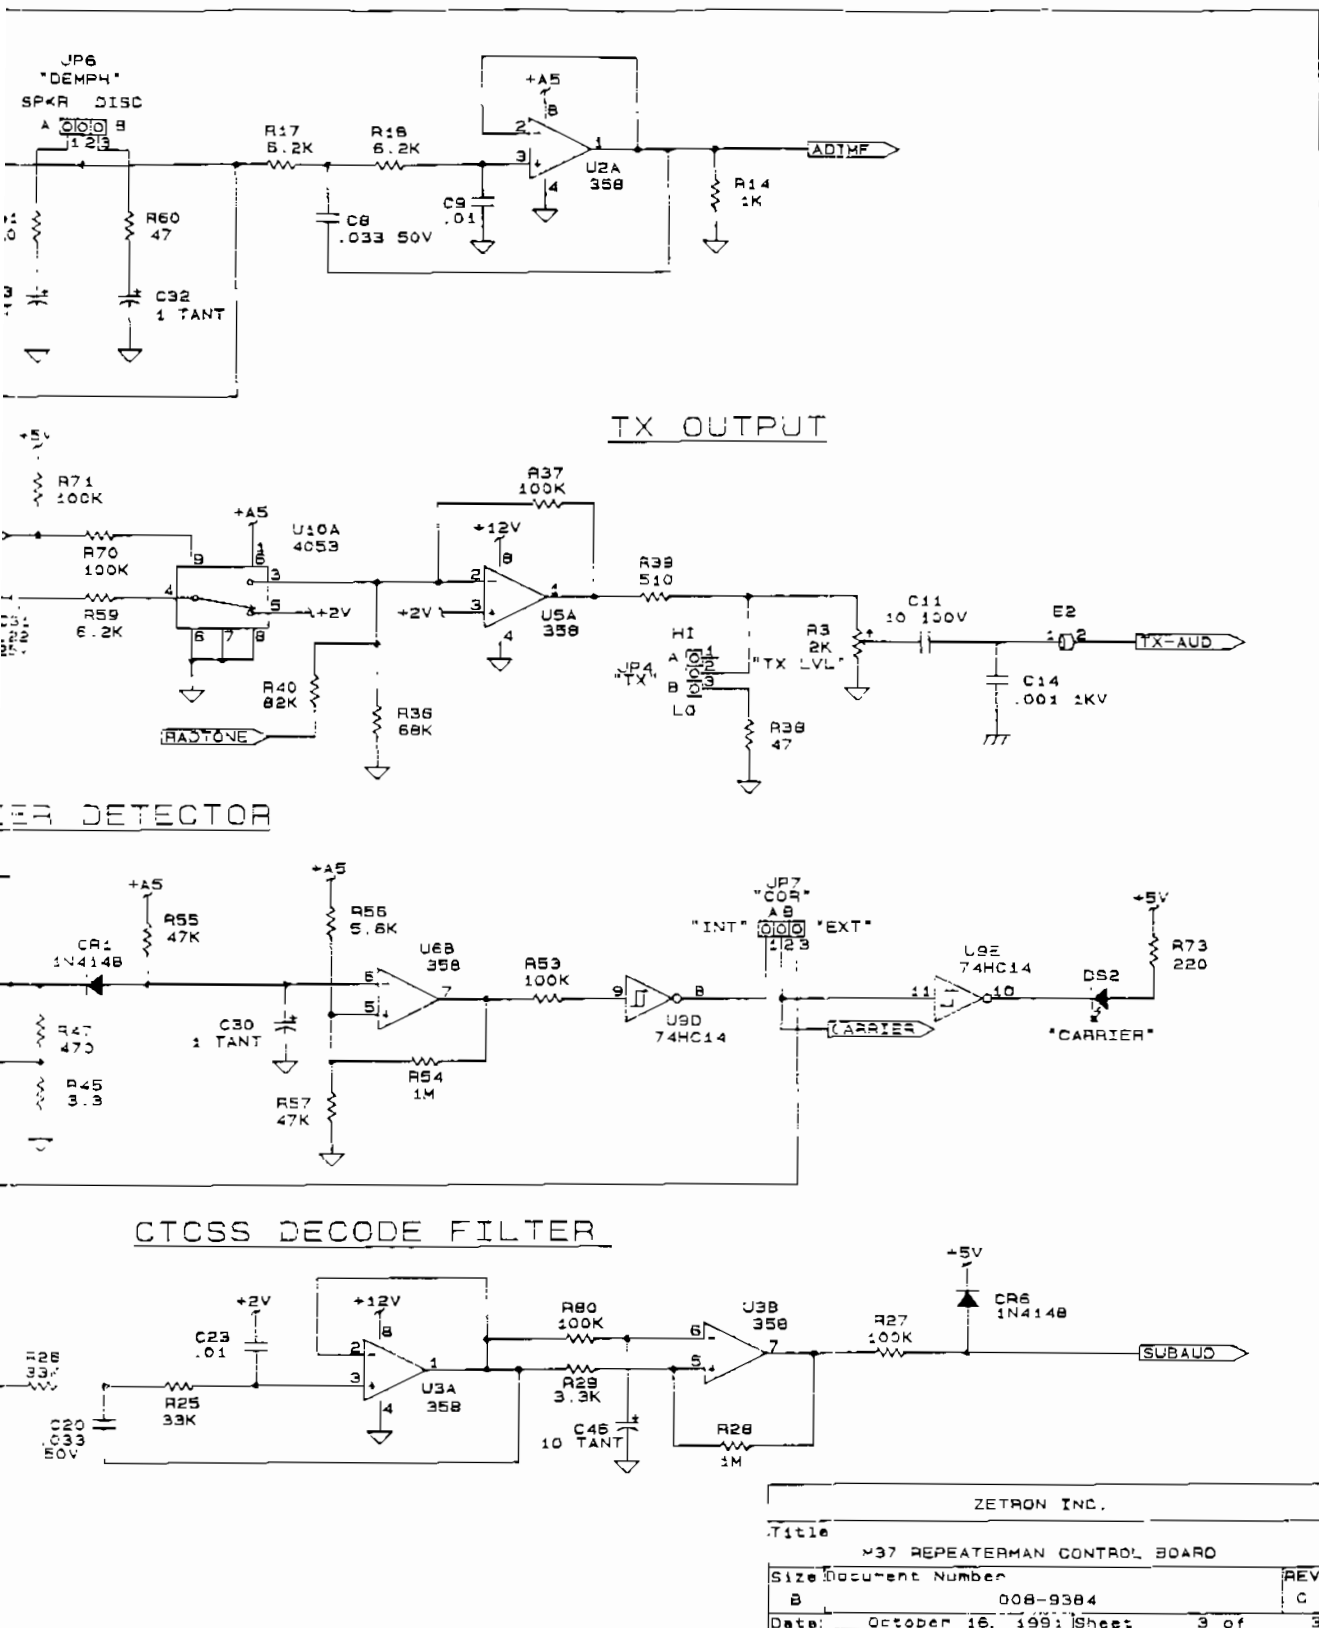 JP6
"DEMPH"
SPKR DISC
A B
1 2 3
R17
6.2K
R18
6.2K
+A5
8
2
3
1
4
U2A
358
ADTMF
R14
1K
C8
.033 50V
C9
.01
R60
47
C32
1 TANT
TX OUTPUT
+5V
R71
100K
R70
100K
R59
6.2K
+A5
U10A
4053
9
1
6
3
4
5
6
7
8
+2V
R37
100K
+12V
8
2
3
1
4
+2V
U5A
358
R39
510
HI
A
1
2
3
B
LO
JP4
"TX"
"TX LVL"
R3
2K
C11
10 100V
E2
1
2
TX-AUD
C14
.001 1KV
R38
47
R40
82K
R36
68K
RADTONE
ER DETECTOR
+A5
R55
47K
CR1
1N4148
+A5
R56
5.6K
U6B
358
6
5
7
R53
100K
9
8
U9D
74HC14
JP7
"COR"
A B
"INT" "EXT"
1 2 3
U9E
74HC14
11
10
CARRIER
+5V
R73
220
DS2
"CARRIER"
R47
470
R45
3.3
C30
1 TANT
R54
1M
R57
47K
CTCSS DECODE FILTER
+2V
C23
.01
+12V
8
2
3
1
4
U3A
358
R26
33K
R25
33K
C20
.033
50V
R80
100K
R29
3.3K
C46
10 TANT
U3B
358
6
5
7
R28
1M
R27
100K
+5V
CR6
1N4148
SUBAUD
ZETRON INC.
Title
M37 REPEATERMAN CONTROL BOARD
Size Document Number REV
B 008-9384 C
Date: October 16, 1991 Sheet 3 of 3